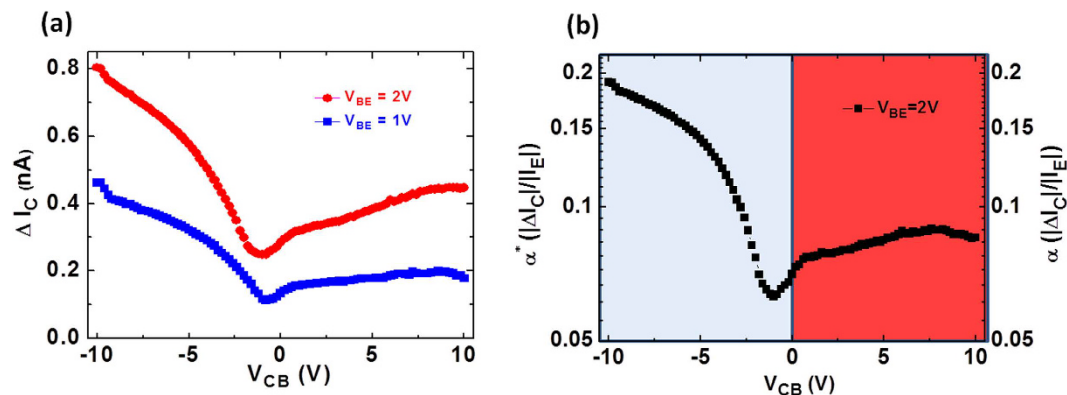 (a)
0.8
0.6
0.4
0.2
0.0
Δ I_C (nA)
V_BE = 2V
V_BE = 1V
-10 -5 0 5 10
V_CB (V)
(b)
0.2
0.15
0.1
0.05
α* (|ΔI_C|/|I_E|)
V_BE=2V
0.2
0.15
0.1
0.05
α (|ΔI_C|/|I_E|)
-10 -5 0 5 10
V_CB (V)